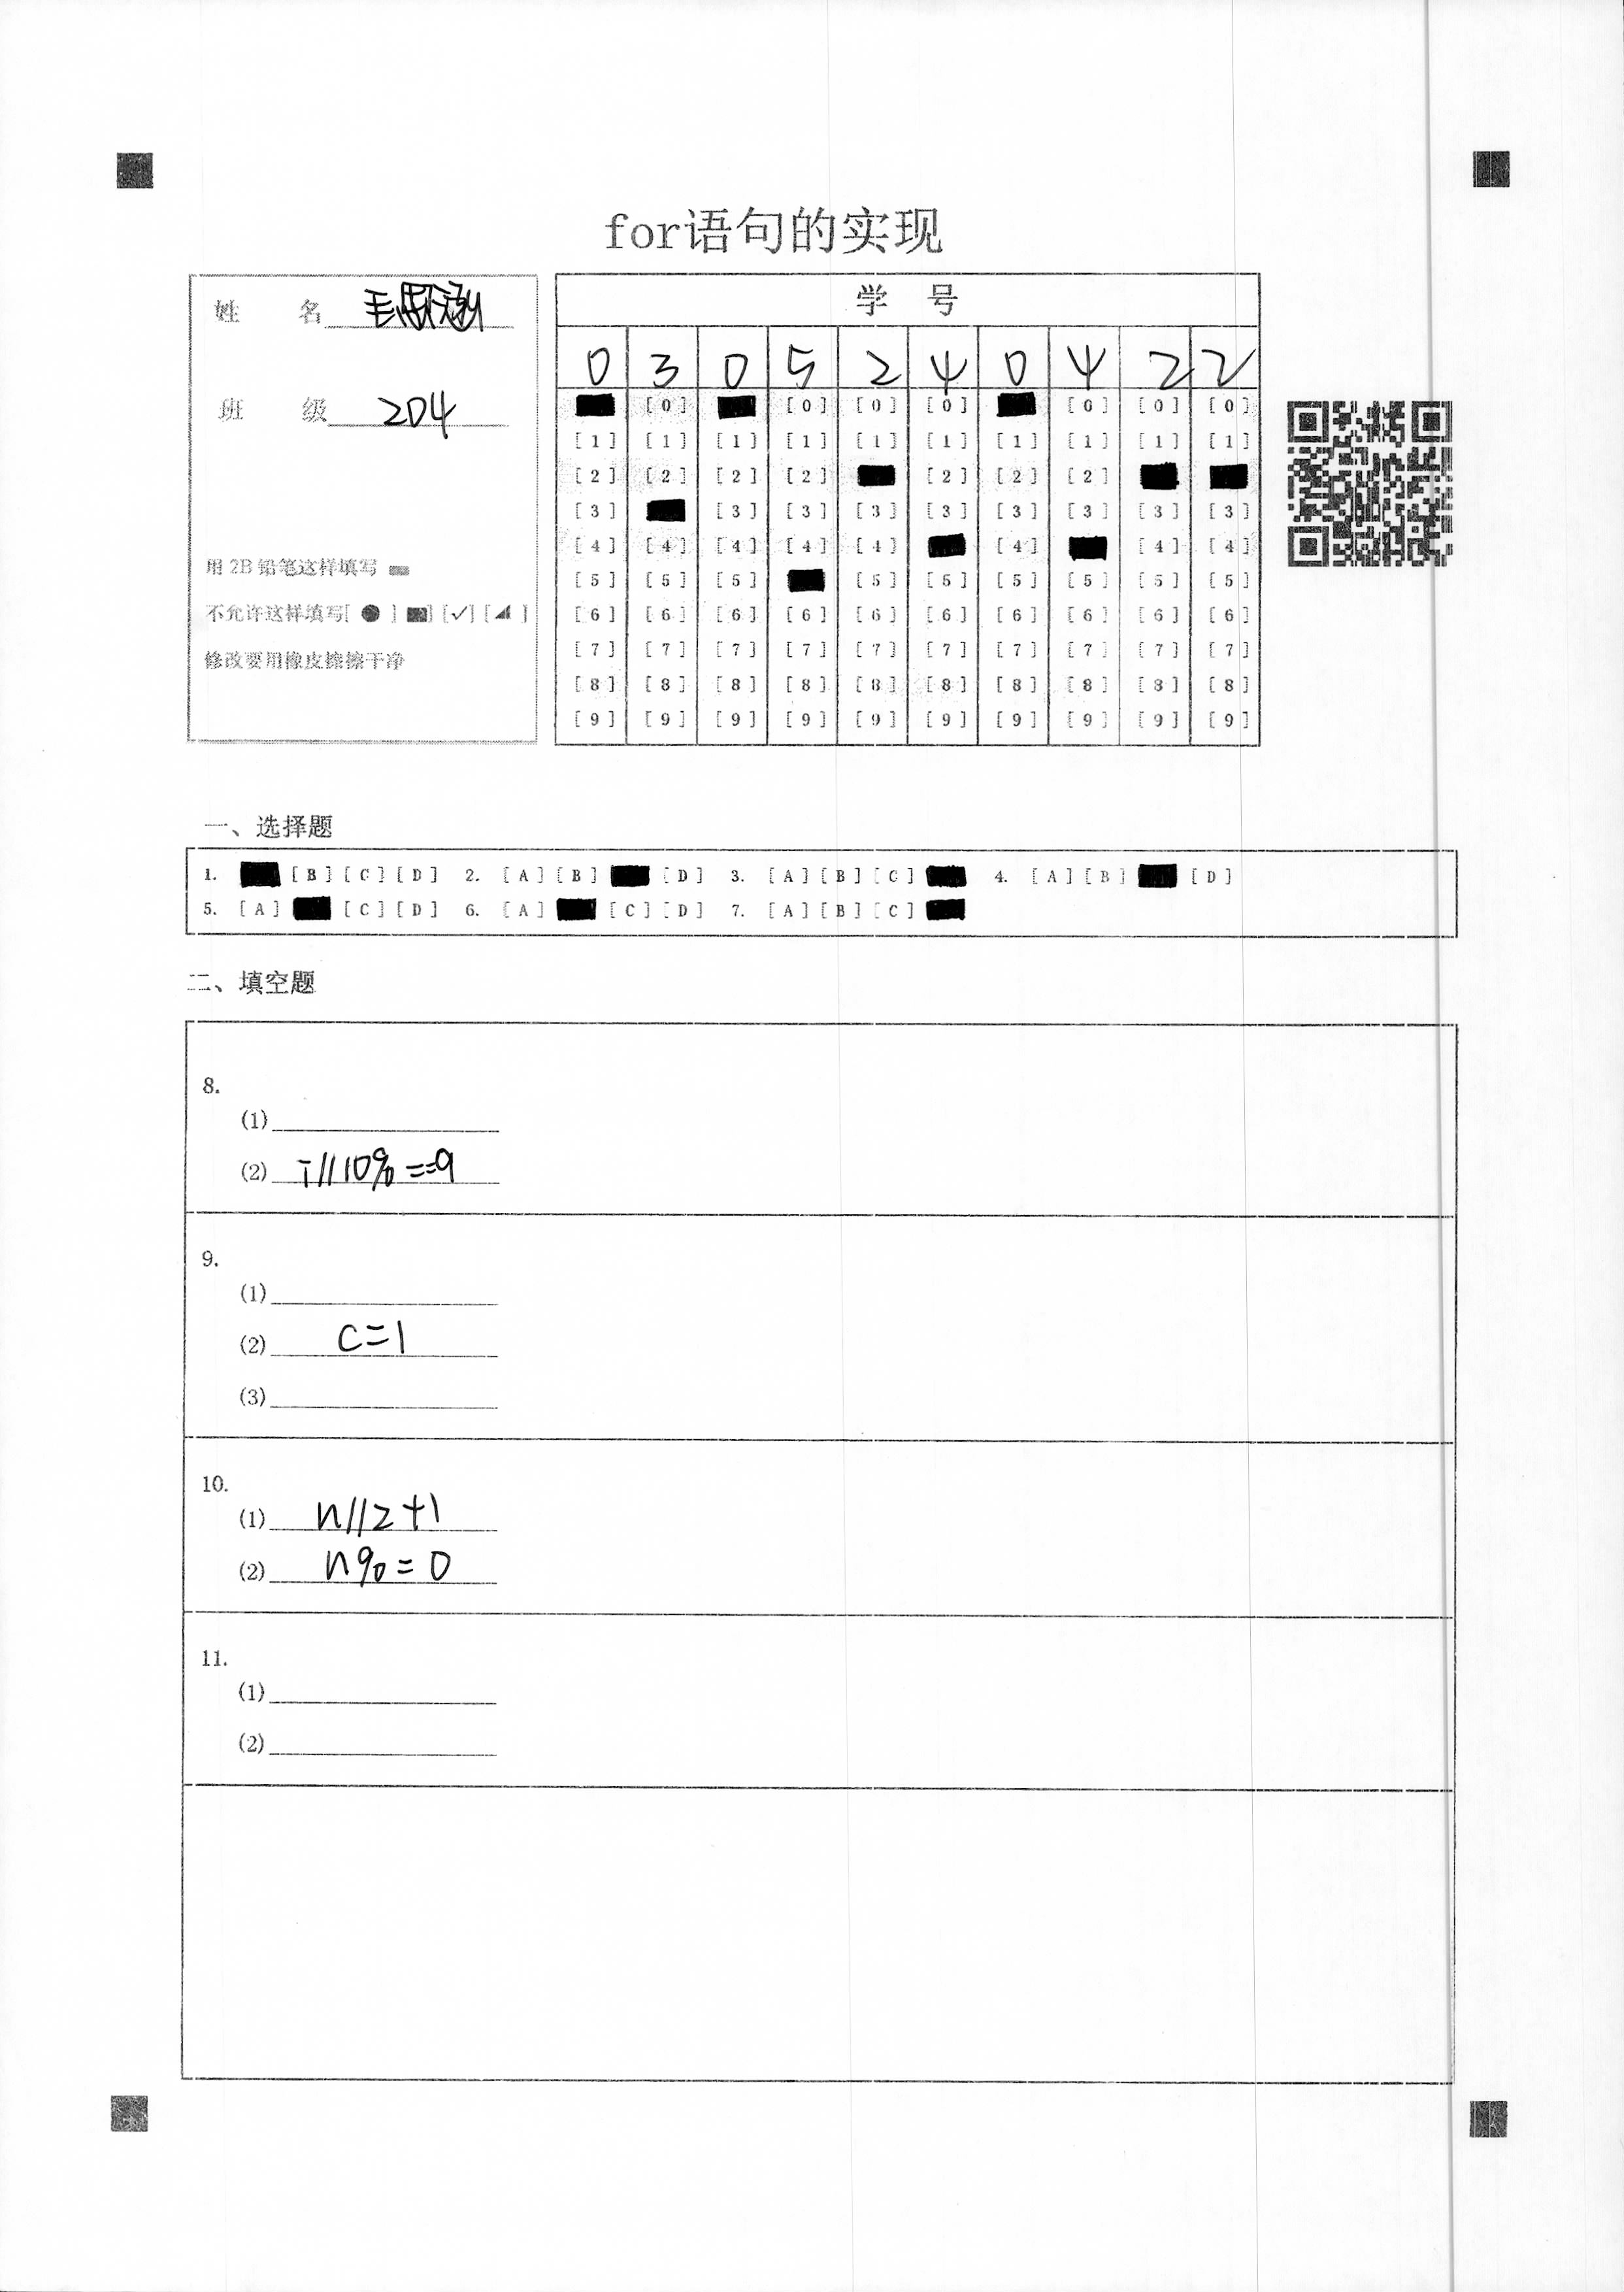 for语句的实现
姓 名
班 级 204
用 2B 铅笔这样填写
不允许这样填写[ ● ] [■] [✓] [◢ ]
修改要用橡皮擦擦干净
学 号
0 3 0 5 2 4 0 4 2 2
[0] [0] [0] [0] [0] [0] [0]
[1] [1] [1] [1] [1] [1] [1] [1] [1] [1]
[2] [2] [2] [2] [2] [2] [2]
[3] [3] [3] [3] [3] [3] [3] [3] [3]
[4] [4] [4] [4] [4] [4] [4] [4]
[5] [5] [5] [5] [5] [5] [5] [5] [5]
[6] [6] [6] [6] [6] [6] [6] [6] [6] [6]
[7] [7] [7] [7] [7] [7] [7] [7] [7] [7]
[8] [8] [8] [8] [8] [8] [8] [8] [8] [8]
[9] [9] [9] [9] [9] [9] [9] [9] [9] [9]
一、选择题
1. [B] [C] [D] 2. [A] [B] [D] 3. [A] [B] [C] 4. [A] [B] [D]
5. [A] [C] [D] 6. [A] [C] [D] 7. [A] [B] [C]
二、填空题
8.
(1)
(2) i//10%==9
9.
(1)
(2) c=1
(3)
10.
(1) n//2+1
(2) n%=0
11.
(1)
(2)